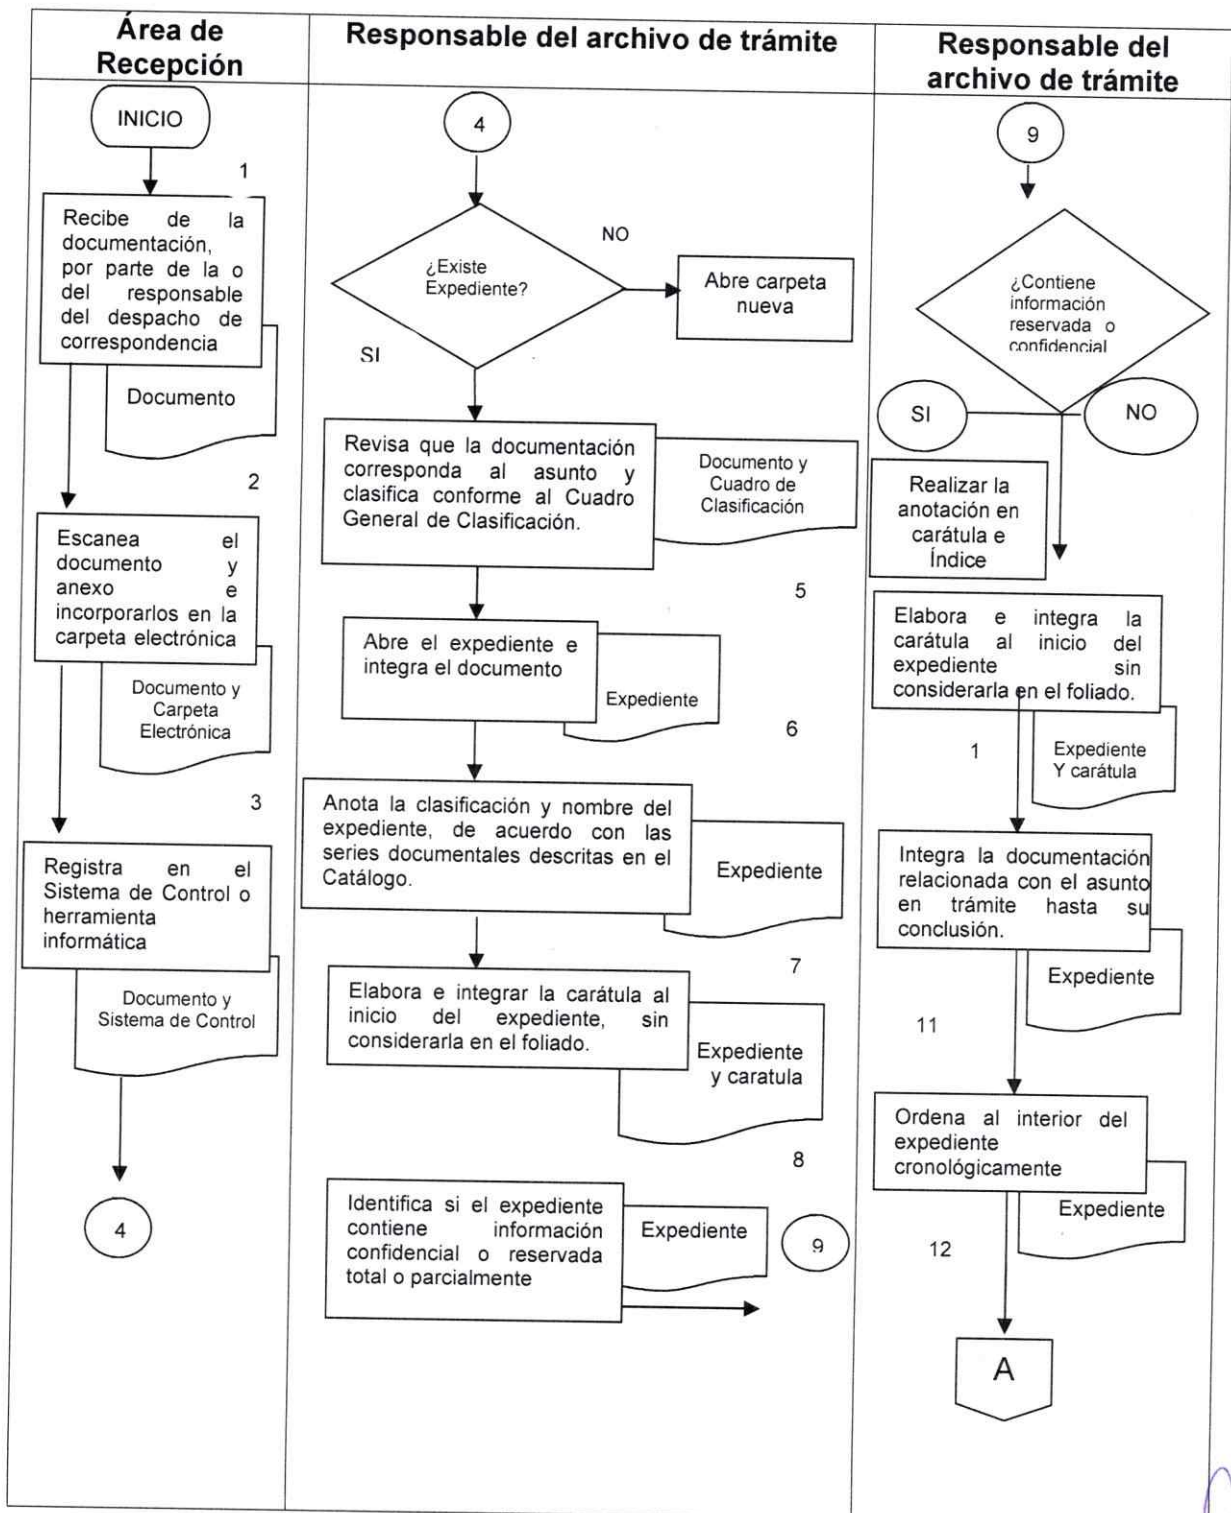 Área de
Recepción
INICIO
1
Recibe de la
documentación,
por parte de la o
del responsable
del despacho de
correspondencia
Documento
2
Escanea el
documento y
anexo e
incorporarlos en la
carpeta electrónica
Documento y
Carpeta
Electrónica
3
Registra en el
Sistema de Control o
herramienta
informática
Documento y
Sistema de Control
4
Responsable del archivo de trámite
4
¿Existe
Expediente?
NO
Abre carpeta
nueva
SI
Revisa que la documentación
corresponda al asunto y
clasifica conforme al Cuadro
General de Clasificación.
Documento y
Cuadro de
Clasificación
5
Abre el expediente e
integra el documento
Expediente
6
Anota la clasificación y nombre del
expediente, de acuerdo con las
series documentales descritas en el
Catálogo.
Expediente
7
Elabora e integrar la carátula al
inicio del expediente, sin
considerarla en el foliado.
Expediente
y caratula
8
Identifica si el expediente
contiene información
confidencial o reservada
total o parcialmente
Expediente
9
Responsable del
archivo de trámite
9
¿Contiene
información
reservada o
confidencial
SI
NO
Realizar la
anotación en
carátula e
Índice
Elabora e integra la
carátula al inicio del
expediente sin
considerarla en el foliado.
1
Expediente
Y carátula
Integra la documentación
relacionada con el asunto
en trámite hasta su
conclusión.
Expediente
11
Ordena al interior del
expediente
cronológicamente
Expediente
12
A